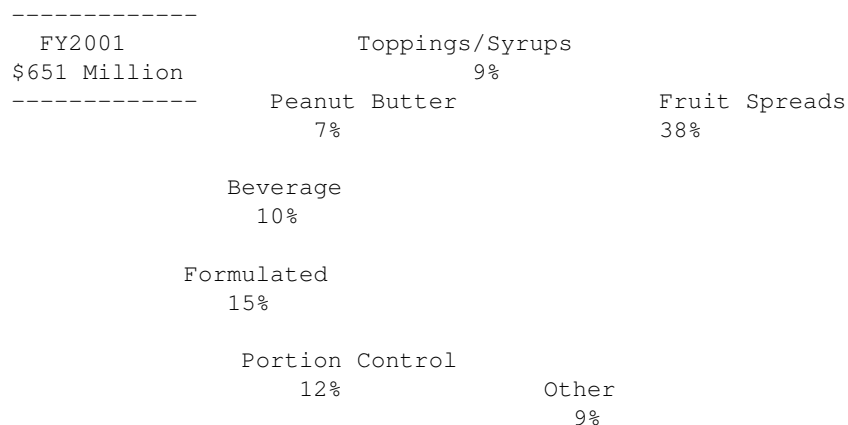 -------------
FY2001 Toppings/Syrups
$651 Million 9%
------------- Peanut Butter Fruit Spreads
7% 38%
Beverage
10%
Formulated
15%
Portion Control
12% Other
9%